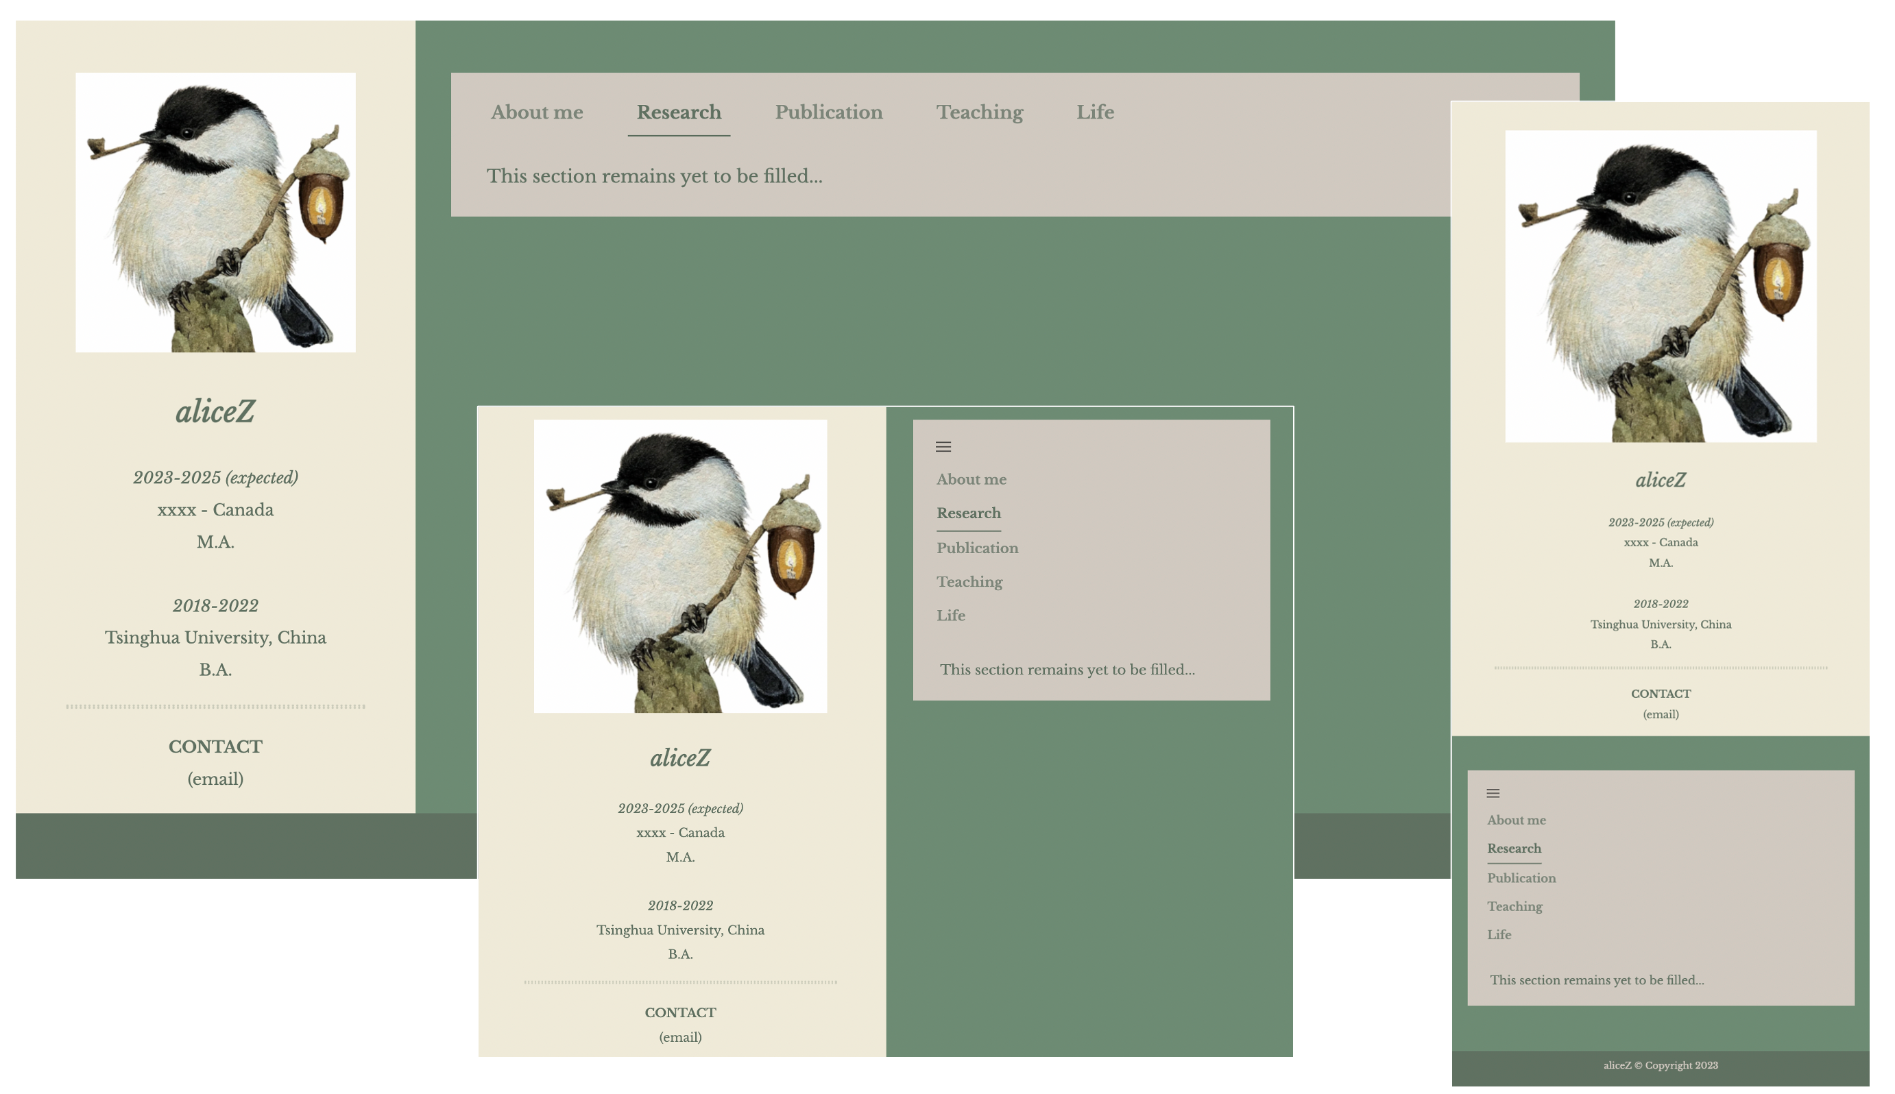 aliceZ
2023-2025 (expected)
xxxx - Canada
M.A.
2018-2022
Tsinghua University, China
B.A.
CONTACT
(email)
About me Research Publication Teaching Life
This section remains yet to be filled...
aliceZ
2023-2025 (expected)
xxxx - Canada
M.A.
2018-2022
Tsinghua University, China
B.A.
CONTACT
(email)
About me
Research
Publication
Teaching
Life
This section remains yet to be filled...
aliceZ
2023-2025 (expected)
xxxx - Canada
M.A.
2018-2022
Tsinghua University, China
B.A.
CONTACT
(email)
About me
Research
Publication
Teaching
Life
This section remains yet to be filled...
aliceZ © Copyright 2023